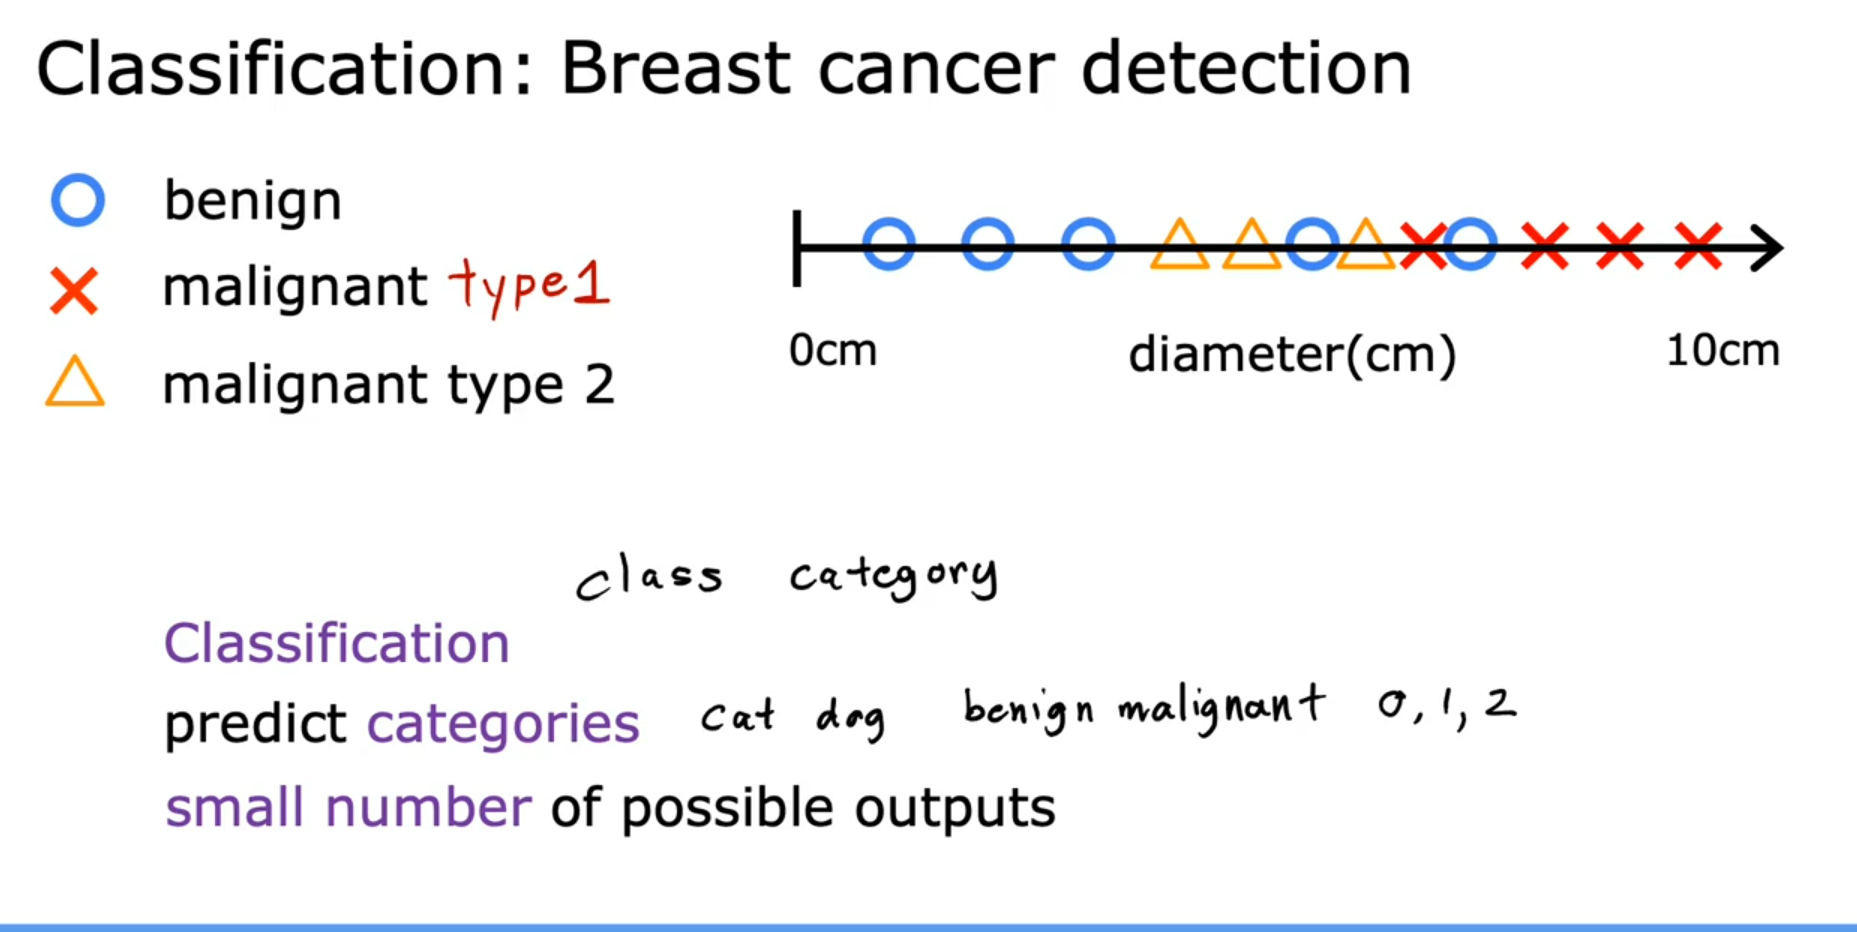 Classification: Breast cancer detection
benign
malignant type1
malignant type 2
0cm diameter(cm) 10cm
class category
Classification
predict categories cat dog benign malignant 0, 1, 2
small number of possible outputs